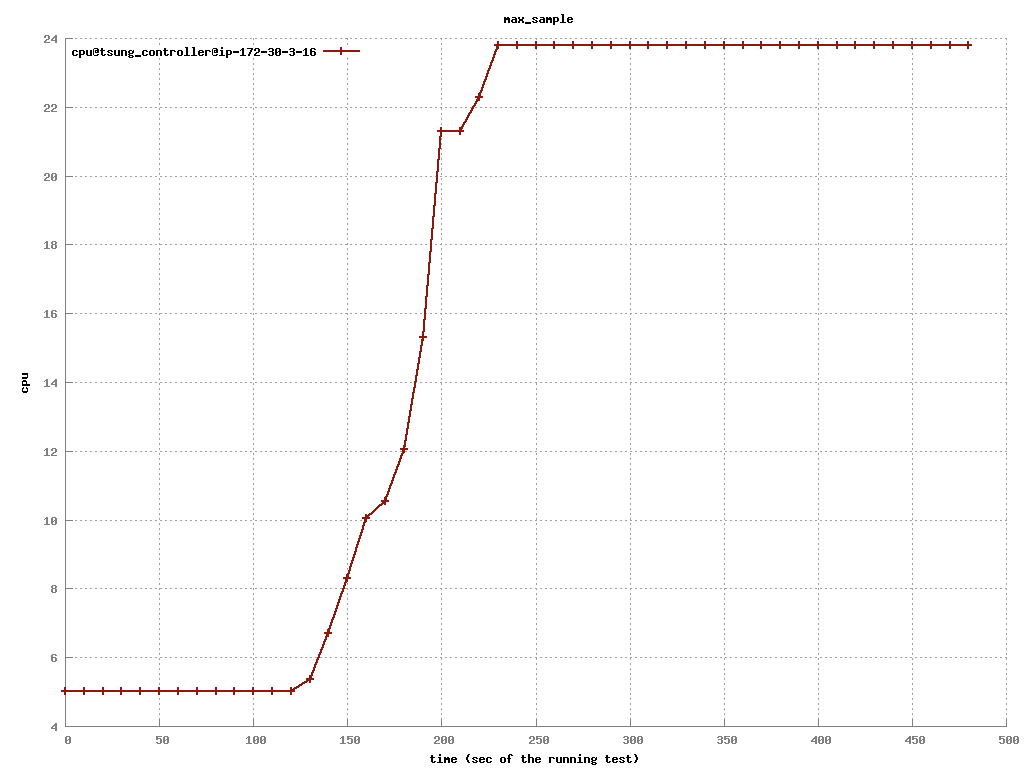 max_sample
cpu@tsung_controller@ip-172-30-3-16
24
22
20
18
16
14
12
10
8
6
4
cpu
0 50 100 150 200 250 300 350 400 450 500
time (sec of the running test)